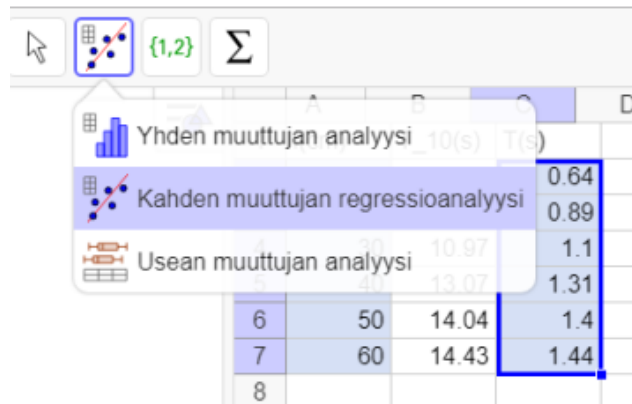 {1,2} Σ
A B C D
Yhden muuttujan analyysi _10(s) T(s)
0.64
Kahden muuttujan regressioanalyysi 0.89
30 10.97 1.1
Usean muuttujan analyysi
5 40 13.07 1.31
6 50 14.04 1.4
7 60 14.43 1.44
8